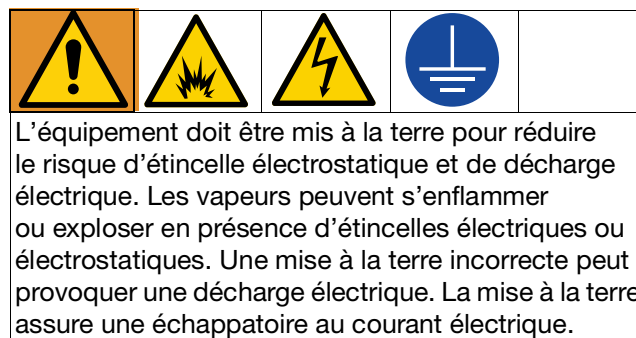 L’équipement doit être mis à la terre pour réduire
le risque d’étincelle électrostatique et de décharge
électrique. Les vapeurs peuvent s’enflammer
ou exploser en présence d’étincelles électriques ou
électrostatiques. Une mise à la terre incorrecte peut
provoquer une décharge électrique. La mise à la terre
assure une échappatoire au courant électrique.